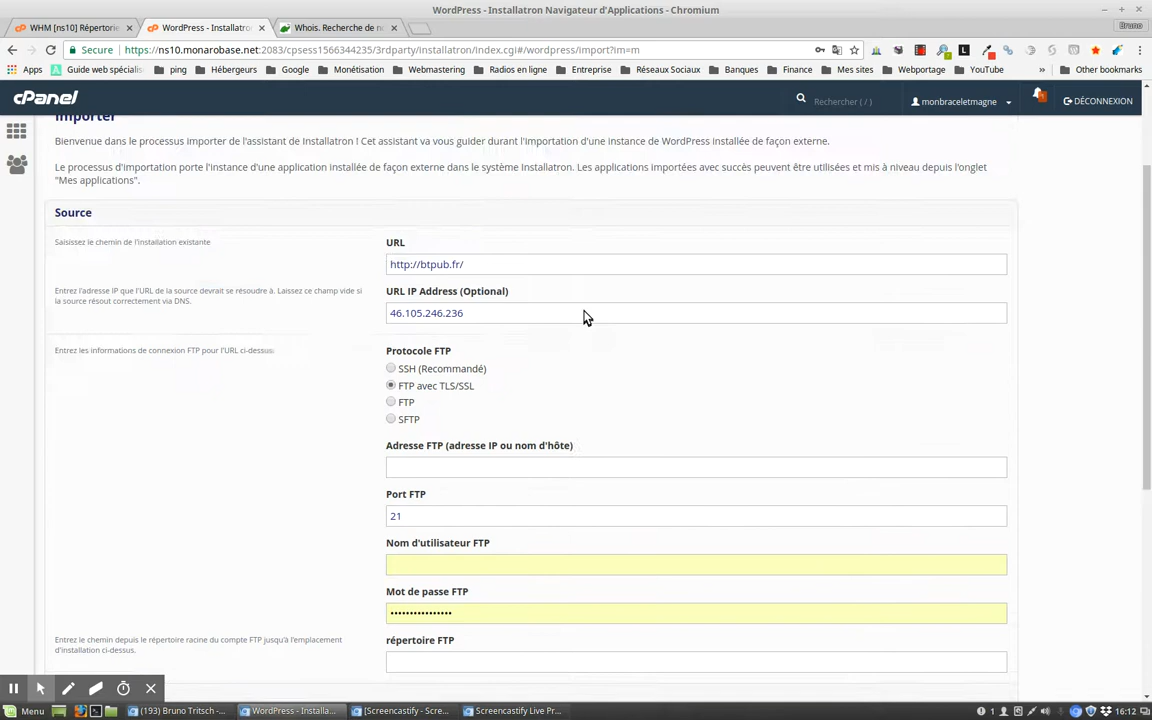 WordPress - Installatron Navigateur d'Applications - Chromium
WHM [ns10] Répertoire
WordPress - Installatron
Whois. Recherche de no
Bruno
Secure
https://ns10.monarobase.net:2083/cpsess1566344235/3rdparty/installatron/index.cgi#/wordpress/import?im=m
Apps
Guide web spécialis
ping
Hébergeurs
Google
Monétisation
Webmastering
Radios en ligne
Entreprise
Réseaux Sociaux
Banques
Finance
Mes sites
Webportage
YouTube
»
Other bookmarks
cPanel
Rechercher ( / )
monbraceletmagne
DÉCONNEXION
Importer
Bienvenue dans le processus importer de l'assistant de Installatron ! Cet assistant va vous guider durant l'Importation d'une instance de WordPress installée de façon externe.
Le processus d'importation porte l'instance d'une application installée de façon externe dans le système Installatron. Les applications importées avec succès peuvent être utilisées et mis à niveau depuis l'onglet
"Mes applications".
Source
Saisissez le chemin de l'installation existante
URL
http://btpub.fr/
Entrez l'adresse IP que l'URL de la source devrait se résoudre à. Laissez ce champ vide si
la source résout correctement via DNS.
URL IP Address (Optional)
46.105.246.236
Entrez les informations de connexion FTP pour l'URL ci-dessus:
Protocole FTP
SSH (Recommandé)
FTP avec TLS/SSL
FTP
SFTP
Adresse FTP (adresse IP ou nom d'hôte)
Port FTP
21
Nom d'utilisateur FTP
Mot de passe FTP
••••••••••••••••
Entrez le chemin depuis le répertoire racine du compte FTP jusqu'à l'emplacement
d'installation ci-dessus.
répertoire FTP
Menu
(193) Bruno Tritsch -...
WordPress - Installa...
[Screencastify - Scre...
Screencastify Live Pr...
1
16:12